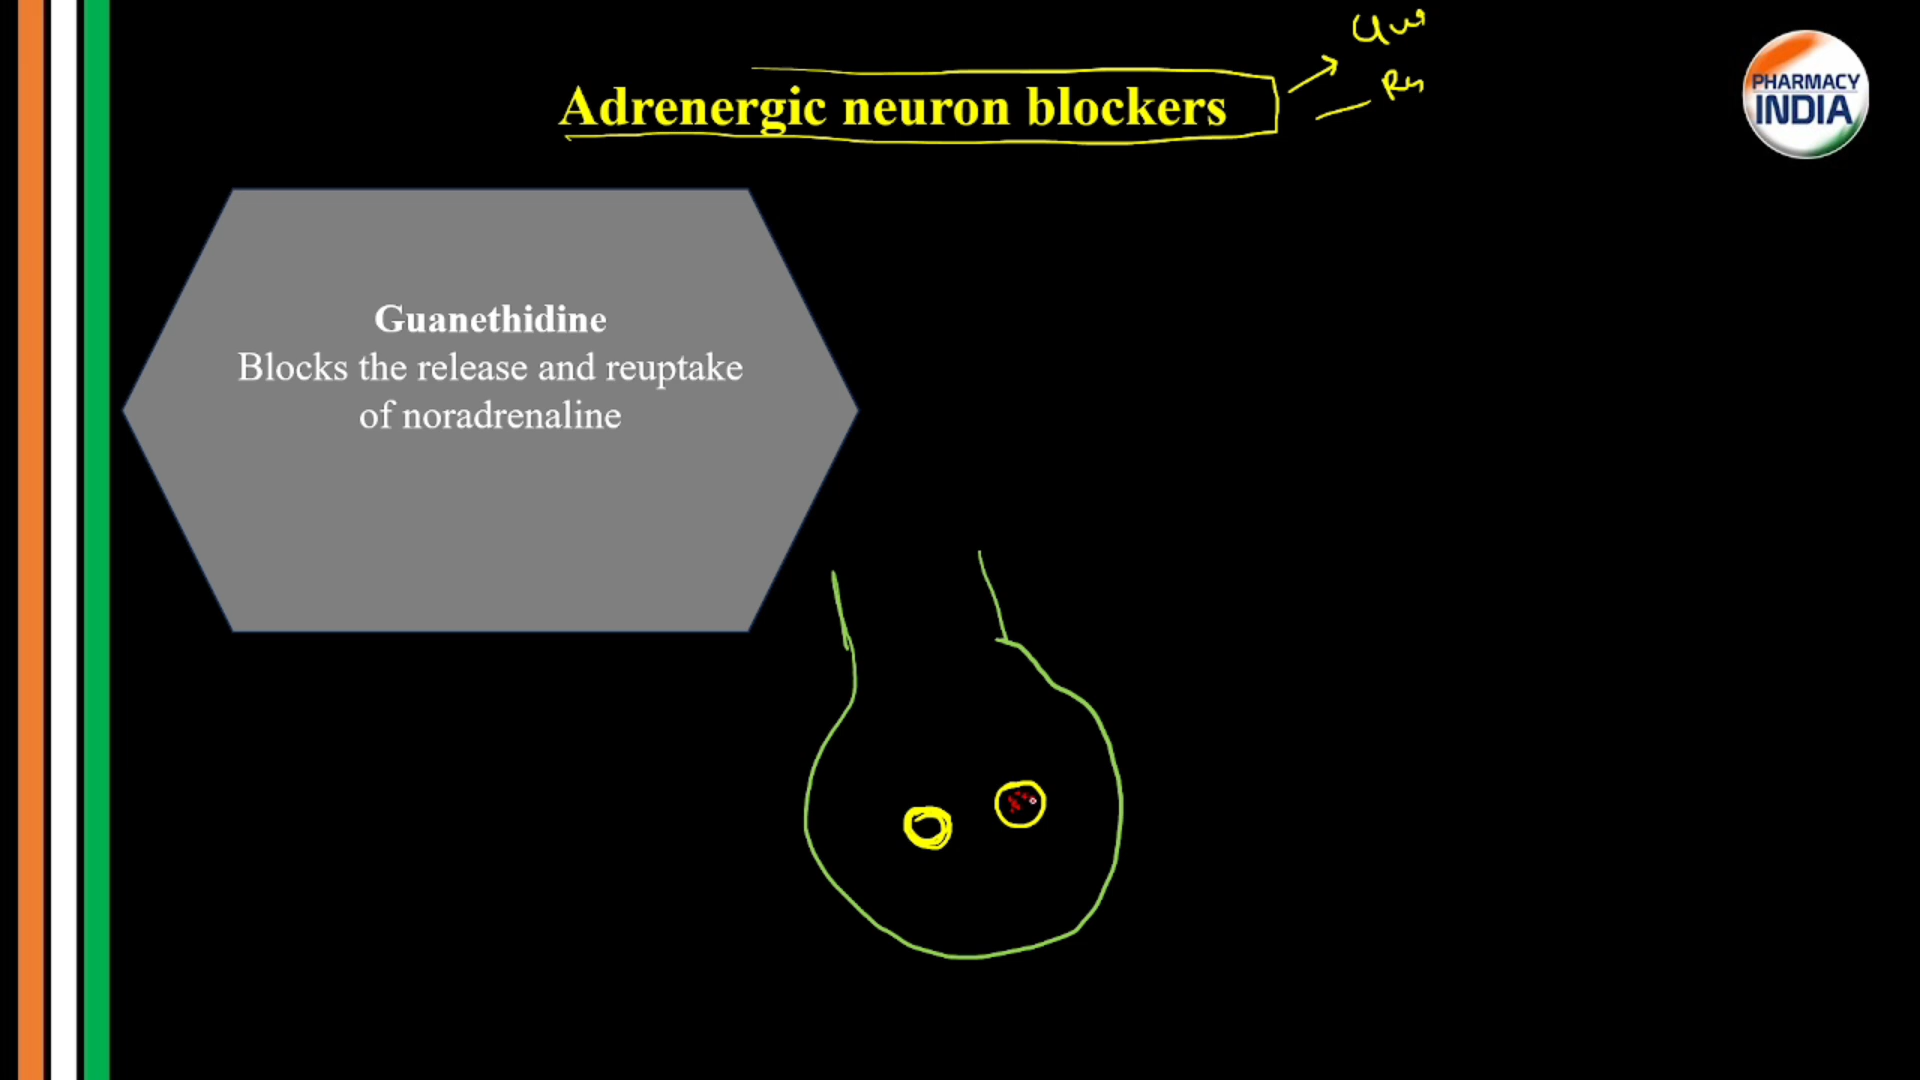 Adrenergic neuron blockers
PHARMACY
INDIA
Guanethidine
Blocks the release and reuptake
of noradrenaline